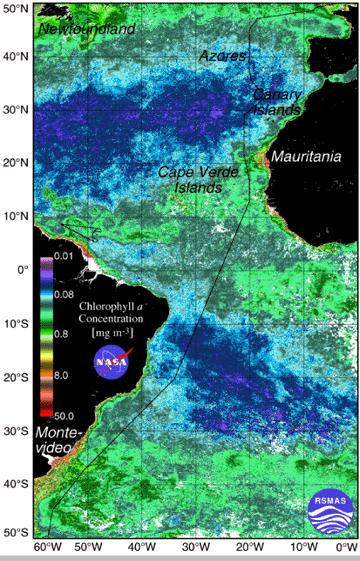 50°N
Newfoundland
Azores
40°N
Canary
Islands
30°N
Mauritania
20°N
Cape Verde
Islands
10°N
0°
0.01
0.08
Chlorophyll a
Concentration
[mg m-3]
0.8
10°S
NASA
8.0
20°S
50.0
30°S
Monte-
video
40°S
RSMAS
50°S
60°W 50°W 40°W 30°W 20°W 10°W 0°W